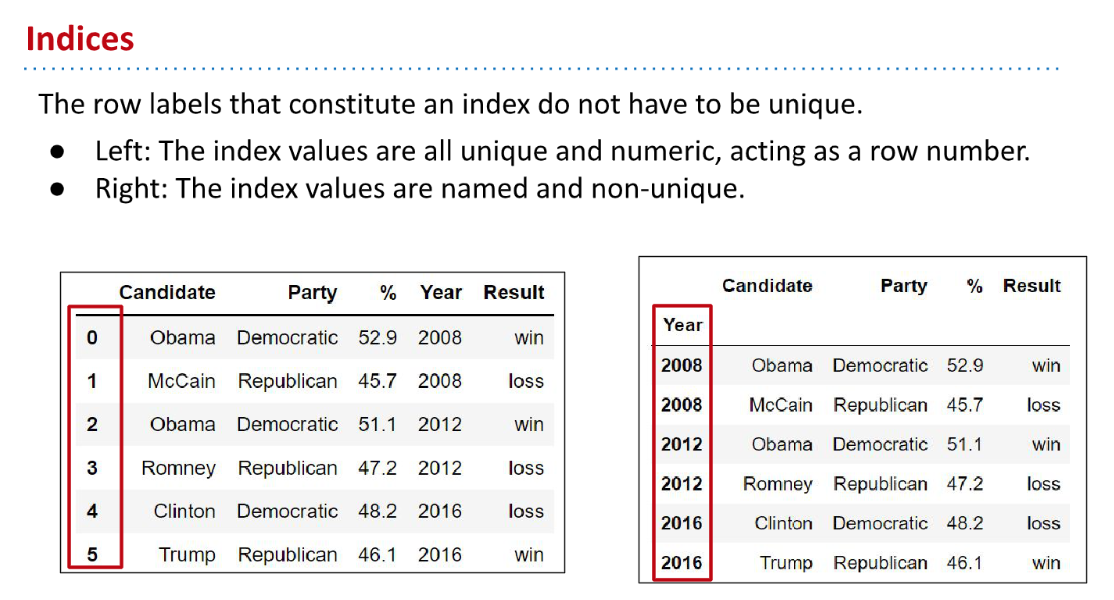 Indices
The row labels that constitute an index do not have to be unique.
● Left: The index values are all unique and numeric, acting as a row number.
● Right: The index values are named and non-unique.
Candidate Party % Year Result
0 Obama Democratic 52.9 2008 win
1 McCain Republican 45.7 2008 loss
2 Obama Democratic 51.1 2012 win
3 Romney Republican 47.2 2012 loss
4 Clinton Democratic 48.2 2016 loss
5 Trump Republican 46.1 2016 win
Candidate Party % Result
Year
2008 Obama Democratic 52.9 win
2008 McCain Republican 45.7 loss
2012 Obama Democratic 51.1 win
2012 Romney Republican 47.2 loss
2016 Clinton Democratic 48.2 loss
2016 Trump Republican 46.1 win